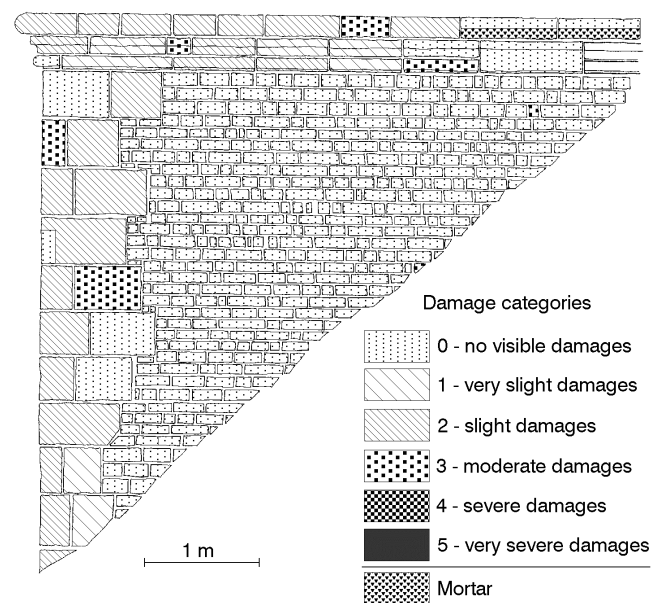 Damage categories
0 - no visible damages
1 - very slight damages
2 - slight damages
3 - moderate damages
4 - severe damages
5 - very severe damages
1 m
Mortar